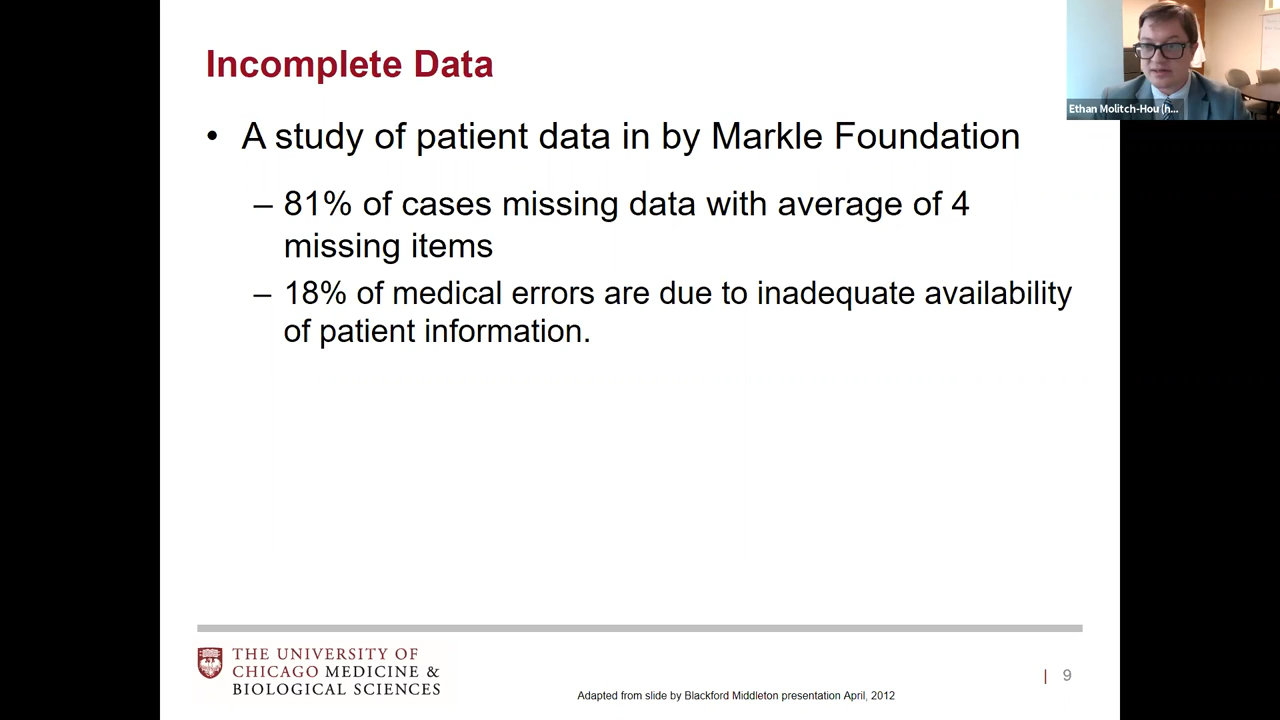 Incomplete Data
Ethan Molitch-Hou (h...
• A study of patient data in by Markle Foundation
– 81% of cases missing data with average of 4
missing items
– 18% of medical errors are due to inadequate availability
of patient information.
THE UNIVERSITY OF
CHICAGO MEDICINE &
BIOLOGICAL SCIENCES
| 9
Adapted from slide by Blackford Middleton presentation April, 2012